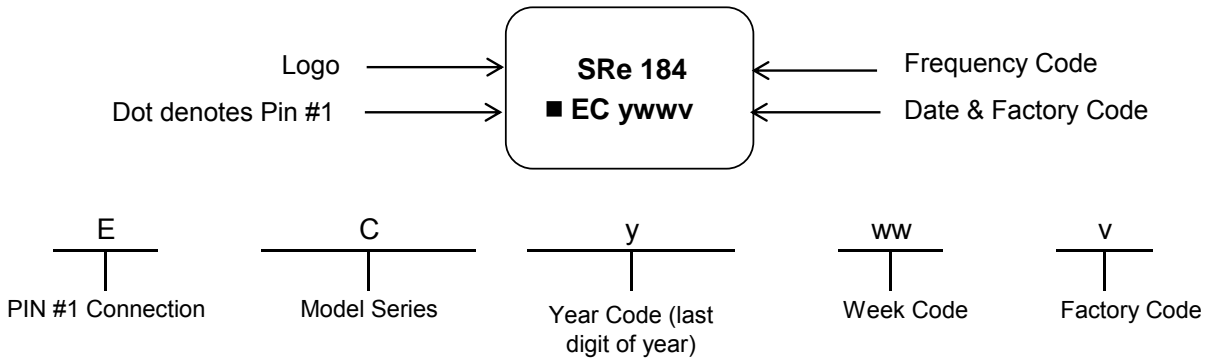 Logo
SRe 184
Frequency Code
Dot denotes Pin #1
■ EC ywwv
Date & Factory Code
E
C
y
ww
v
PIN #1 Connection
Model Series
Year Code (last
digit of year)
Week Code
Factory Code